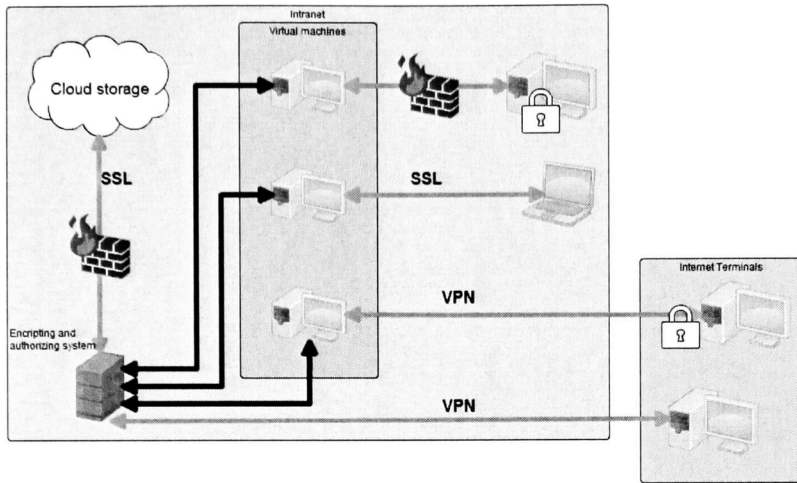 Intranet
Virtual machines
Cloud storage
SSL
SSL
Internet Terminals
VPN
Encripting and
authorizing system
VPN